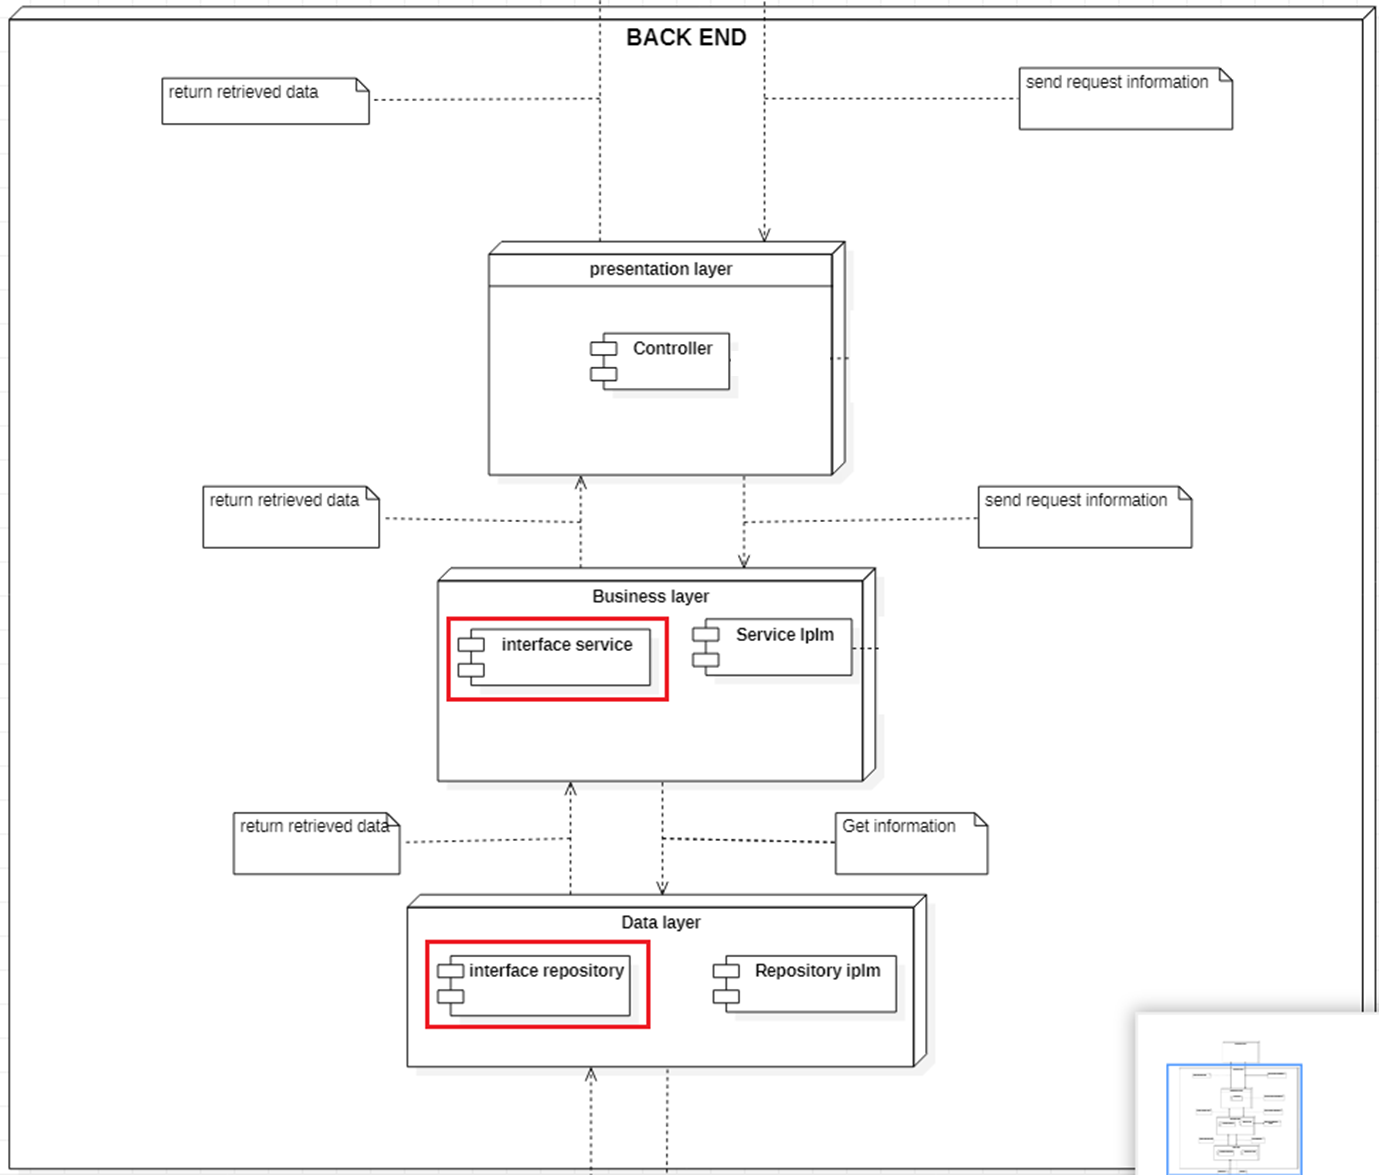 BACK END
return retrieved data
send request information
presentation layer
Controller
return retrieved data
send request information
Business layer
interface service
Service Iplm
return retrieved data
Get information
Data layer
interface repository
Repository iplm